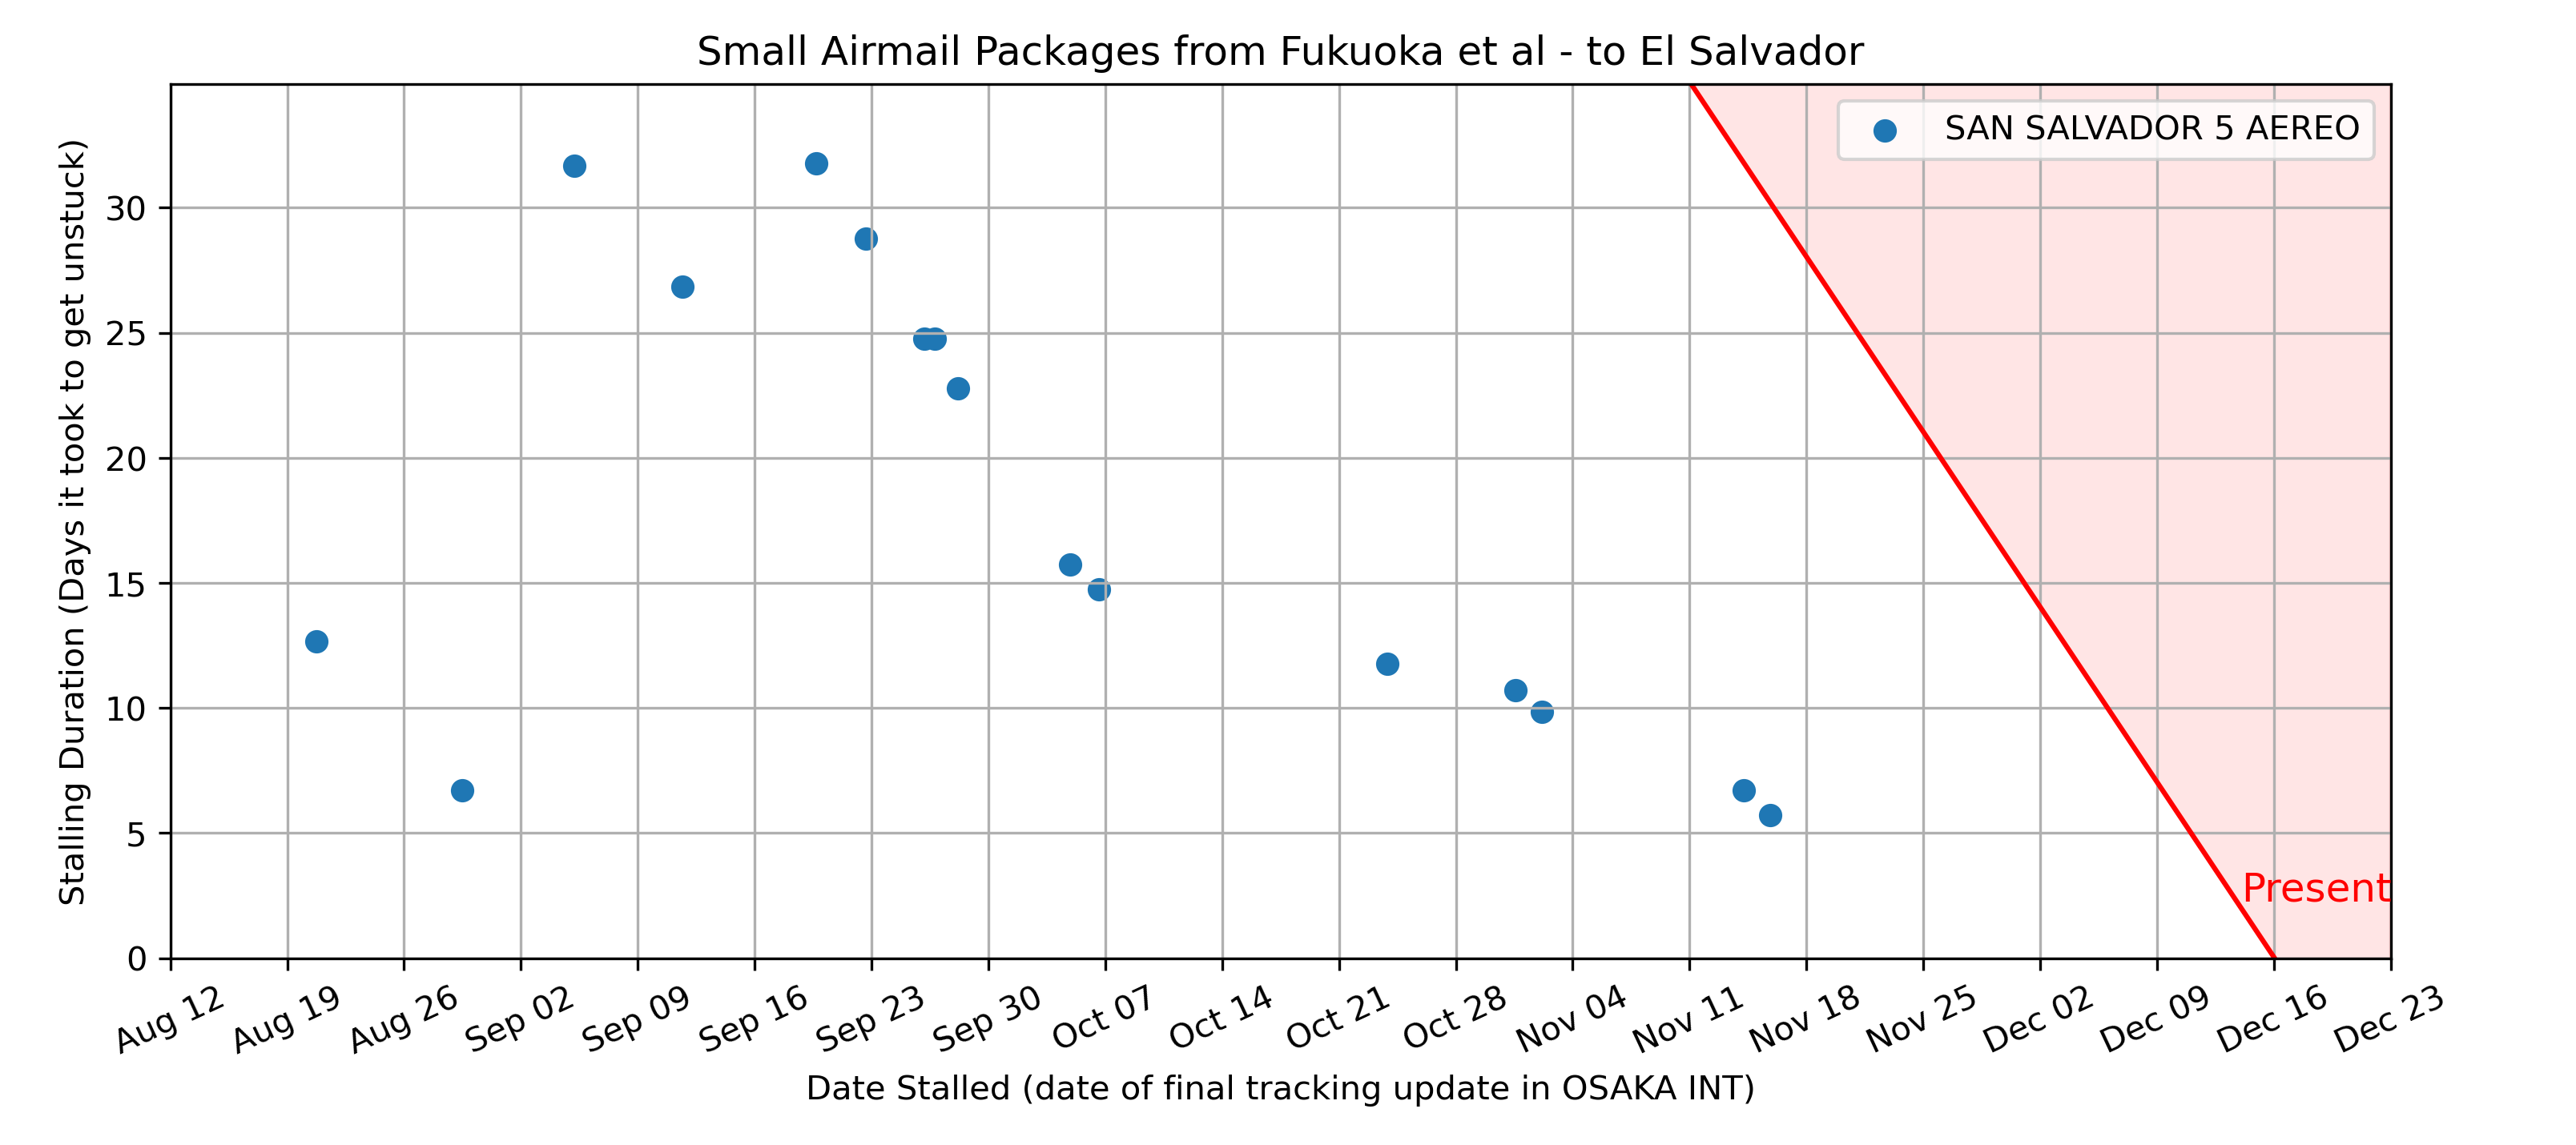 Small Airmail Packages from Fukuoka et al - to El Salvador
SAN SALVADOR 5 AEREO
Stalling Duration (Days it took to get unstuck)
30
25
20
15
10
5
0
Present
Aug 12
Aug 19
Aug 26
Sep 02
Sep 09
Sep 16
Sep 23
Sep 30
Oct 07
Oct 14
Oct 21
Oct 28
Nov 04
Nov 11
Nov 18
Nov 25
Dec 02
Dec 09
Dec 16
Dec 23
Date Stalled (date of final tracking update in OSAKA INT)